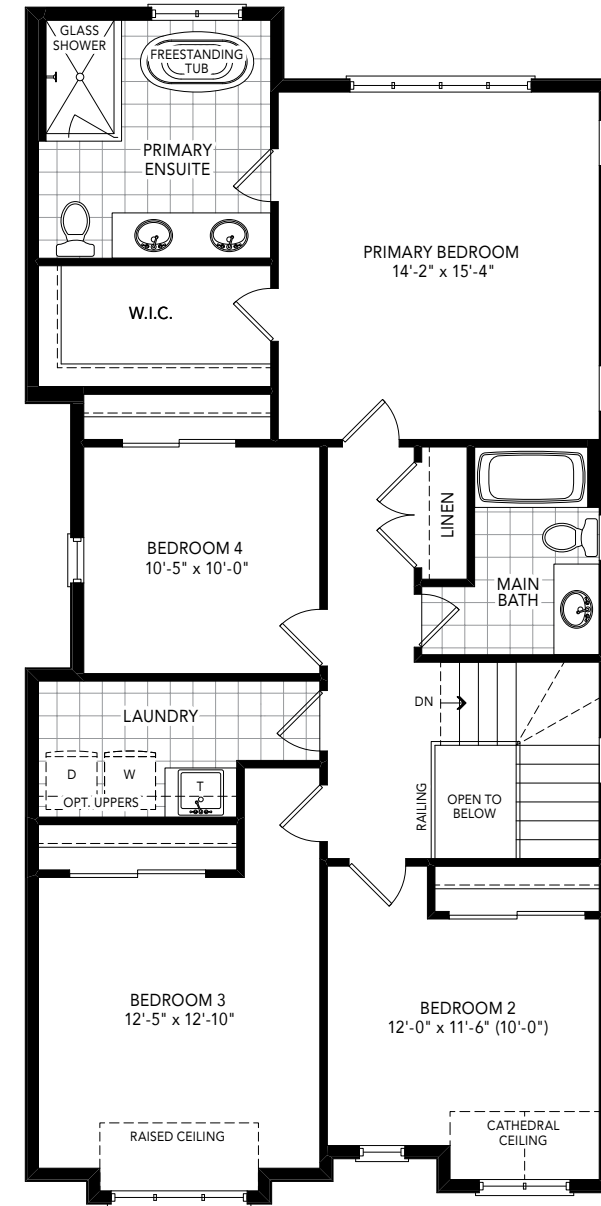 GLASS
SHOWER
FREESTANDING
TUB
PRIMARY
ENSUITE
PRIMARY BEDROOM
14'-2" x 15'-4"
W.I.C.
LINEN
BEDROOM 4
10'-5" x 10'-0"
MAIN
BATH
LAUNDRY
DN
D
W
T
OPT. UPPERS
RAILING
OPEN TO
BELOW
BEDROOM 3
12'-5" x 12'-10"
BEDROOM 2
12'-0" x 11'-6" (10'-0")
RAISED CEILING
CATHEDRAL
CEILING